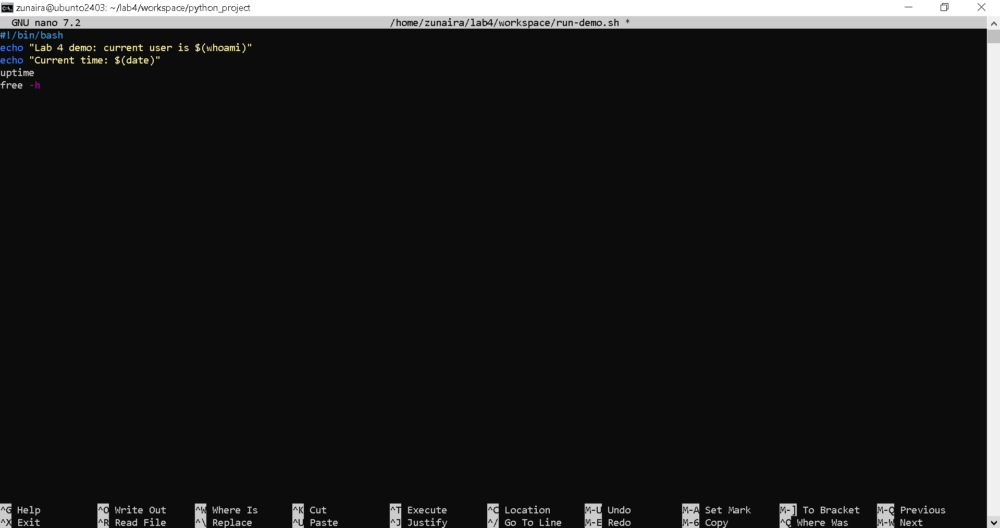 zunaira@ubunto2403: ~/lab4/workspace/python_project
GNU nano 7.2 /home/zunaira/lab4/workspace/run-demo.sh *
#!/bin/bash
echo "Lab 4 demo: current user is $(whoami)"
echo "Current time: $(date)"
uptime
free -h
^G Help ^O Write Out ^W Where Is ^K Cut ^T Execute ^C Location M-U Undo M-A Set Mark M-] To Bracket M-Q Previous
^X Exit ^R Read File ^\ Replace ^U Paste ^J Justify ^/ Go To Line M-E Redo M-6 Copy ^Q Where Was M-W Next